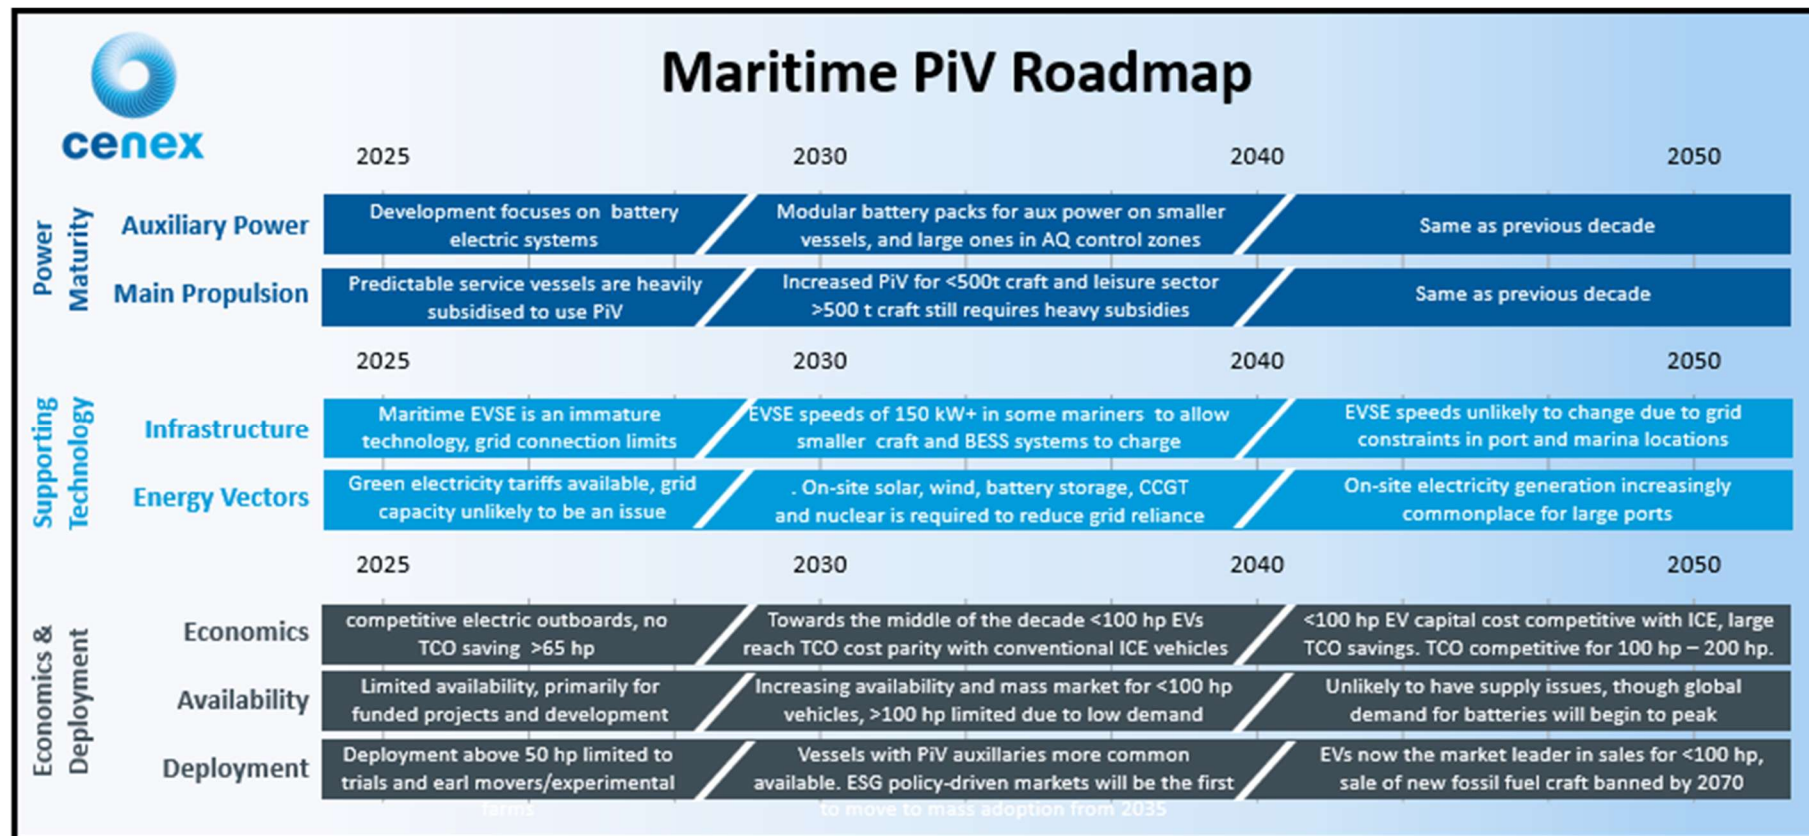 Maritime PiV Roadmap
cenex
2025 2030 2040 2050
Power
Maturity
Auxiliary Power
Development focuses on battery
electric systems
Modular battery packs for aux power on smaller
vessels, and large ones in AQ control zones
Same as previous decade
Main Propulsion
Predictable service vessels are heavily
subsidised to use PiV
Increased PiV for <500t craft and leisure sector
>500 t craft still requires heavy subsidies
Same as previous decade
2025 2030 2040 2050
Supporting
Technology
Infrastructure
Maritime EVSE is an immature
technology, grid connection limits
EVSE speeds of 150 kW+ in some mariners to allow
smaller craft and BESS systems to charge
EVSE speeds unlikely to change due to grid
constraints in port and marina locations
Energy Vectors
Green electricity tariffs available, grid
capacity unlikely to be an issue
. On-site solar, wind, battery storage, CCGT
and nuclear is required to reduce grid reliance
On-site electricity generation increasingly
commonplace for large ports
2025 2030 2040 2050
Economics &
Deployment
Economics
competitive electric outboards, no
TCO saving >65 hp
Towards the middle of the decade <100 hp EVs
reach TCO cost parity with conventional ICE vehicles
<100 hp EV capital cost competitive with ICE, large
TCO savings. TCO competitive for 100 hp – 200 hp.
Availability
Limited availability, primarily for
funded projects and development
Increasing availability and mass market for <100 hp
vehicles, >100 hp limited due to low demand
Unlikely to have supply issues, though global
demand for batteries will begin to peak
Deployment
Deployment above 50 hp limited to
trials and earl movers/experimental
farms
Vessels with PiV auxillaries more common
available. ESG policy-driven markets will be the first
to move to mass adoption from 2035
EVs now the market leader in sales for <100 hp,
sale of new fossil fuel craft banned by 2070